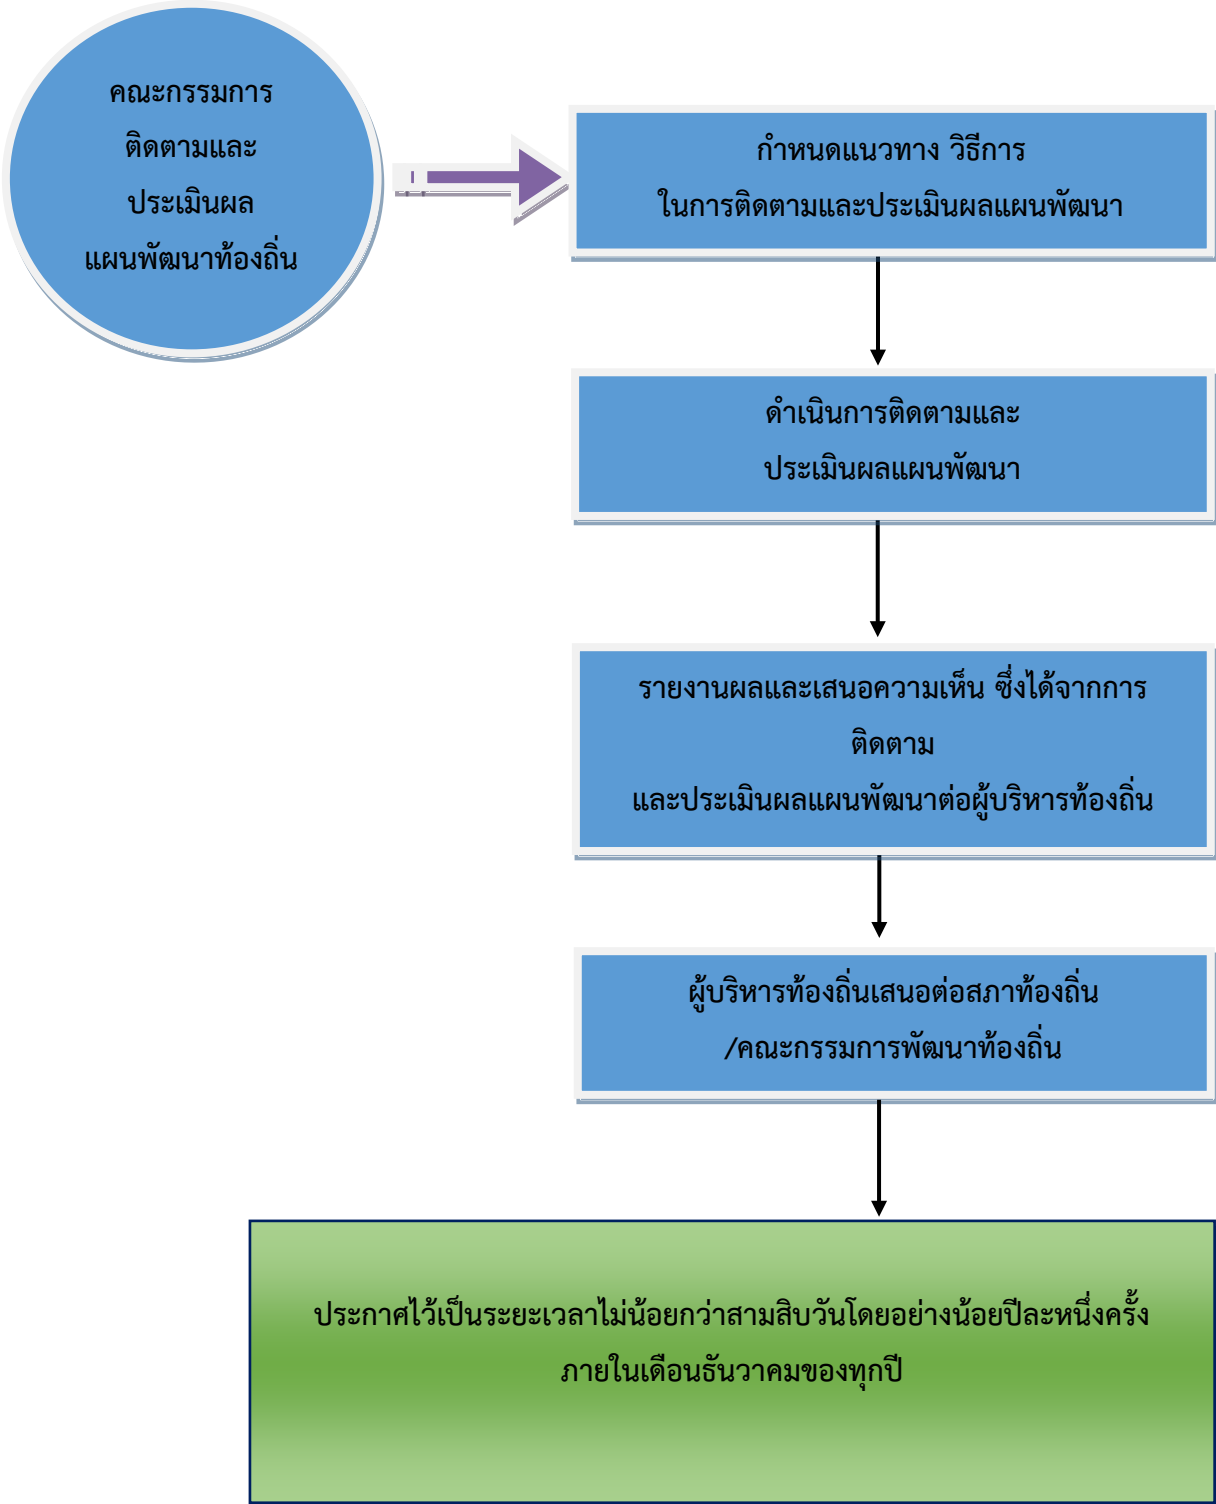 คณะกรรมการ
ติดตามและ
ประเมินผล
แผนพัฒนาท้องถิ่น
กำหนดแนวทาง วิธีการ
ในการติดตามและประเมินผลแผนพัฒนา
ดำเนินการติดตามและ
ประเมินผลแผนพัฒนา
รายงานผลและเสนอความเห็น ซึ่งได้จากการ
ติดตาม
และประเมินผลแผนพัฒนาต่อผู้บริหารท้องถิ่น
ผู้บริหารท้องถิ่นเสนอต่อสภาท้องถิ่น
/คณะกรรมการพัฒนาท้องถิ่น
ประกาศไว้เป็นระยะเวลาไม่น้อยกว่าสามสิบวันโดยอย่างน้อยปีละหนึ่งครั้ง
ภายในเดือนธันวาคมของทุกปี